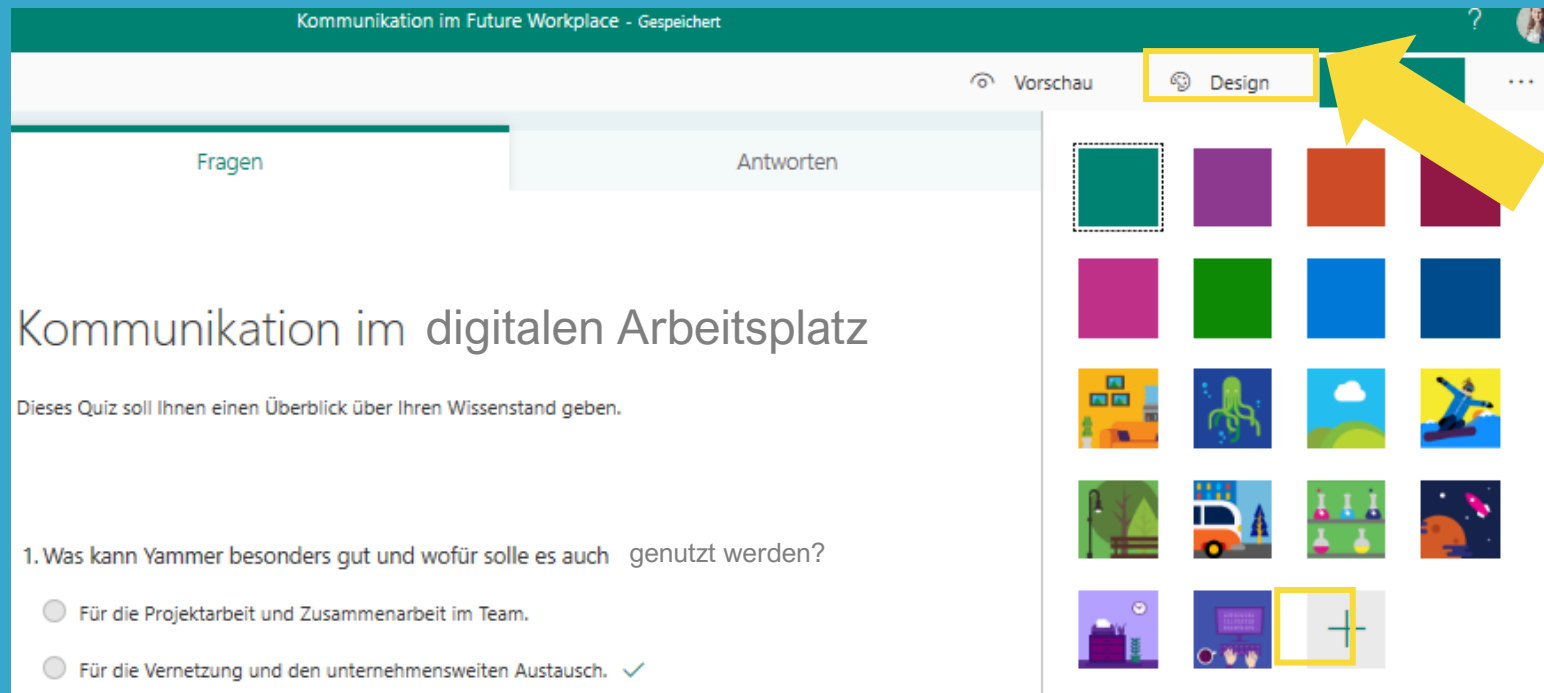 Kommunikation im Future Workplace - Gespeichert
?
Vorschau
Design
...
Fragen
Antworten
Kommunikation im digitalen Arbeitsplatz
Dieses Quiz soll Ihnen einen Überblick über Ihren Wissenstand geben.
1. Was kann Yammer besonders gut und wofür solle es auch genutzt werden?
Für die Projektarbeit und Zusammenarbeit im Team.
Für die Vernetzung und den unternehmensweiten Austausch.